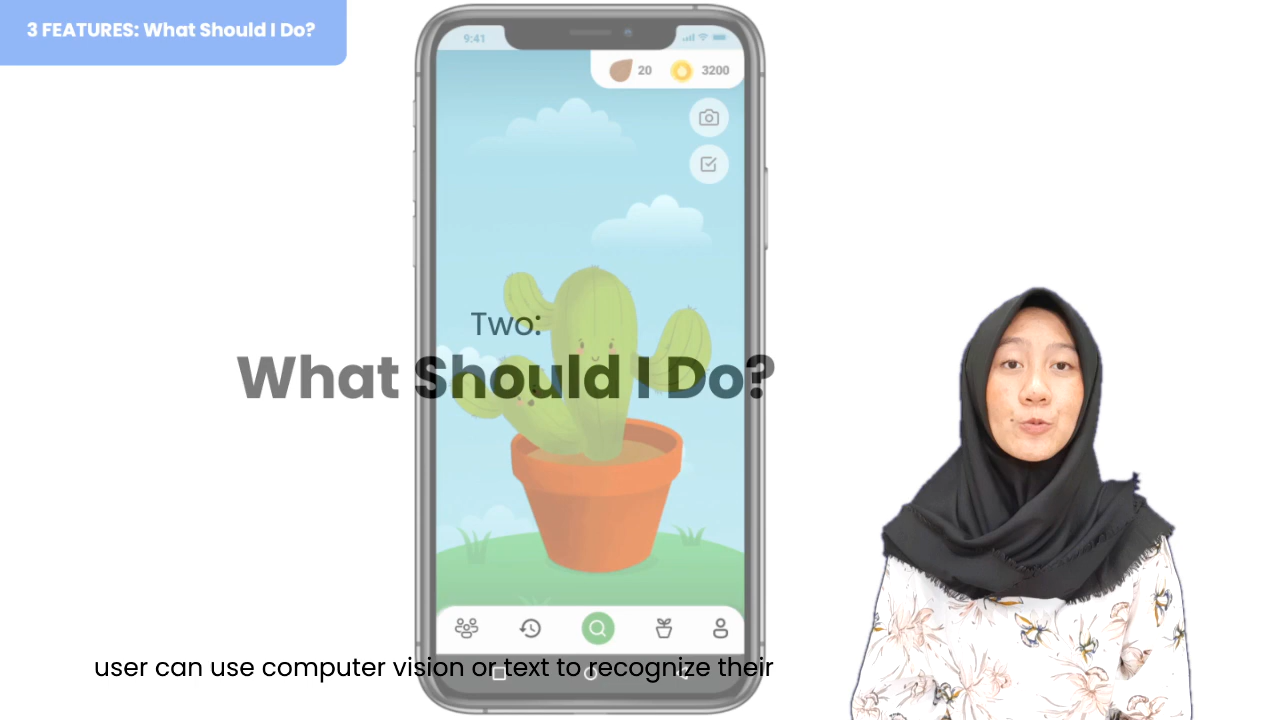 3 FEATURES: What Should I Do?
9:41
20
3200
Two:
What Should I Do?
user can use computer vision or text to recognize their